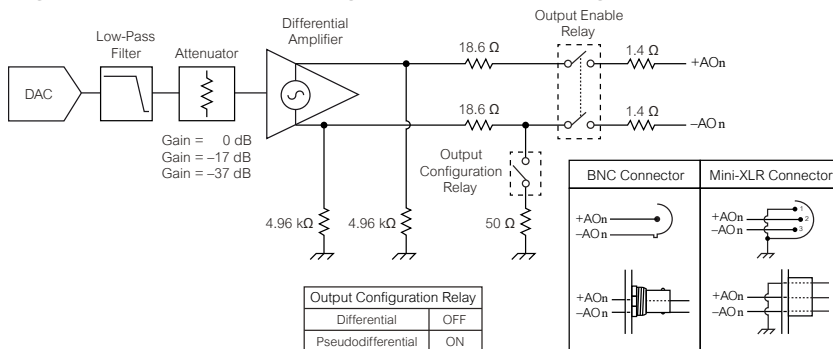 Differential
Amplifier
Output Enable
Relay
Low-Pass
Filter
Attenuator
18.6 Ω
1.4 Ω
+AOn
DAC
18.6 Ω
1.4 Ω
–AOn
Gain = 0 dB
Gain = –17 dB
Gain = –37 dB
Output
Configuration
Relay
4.96 kΩ
4.96 kΩ
50 Ω
BNC Connector
Mini-XLR Connector
+AOn
–AOn
+AOn
–AOn
1
2
3
+AOn
–AOn
+AOn
–AOn
Output Configuration Relay
Differential
OFF
Pseudodifferential
ON